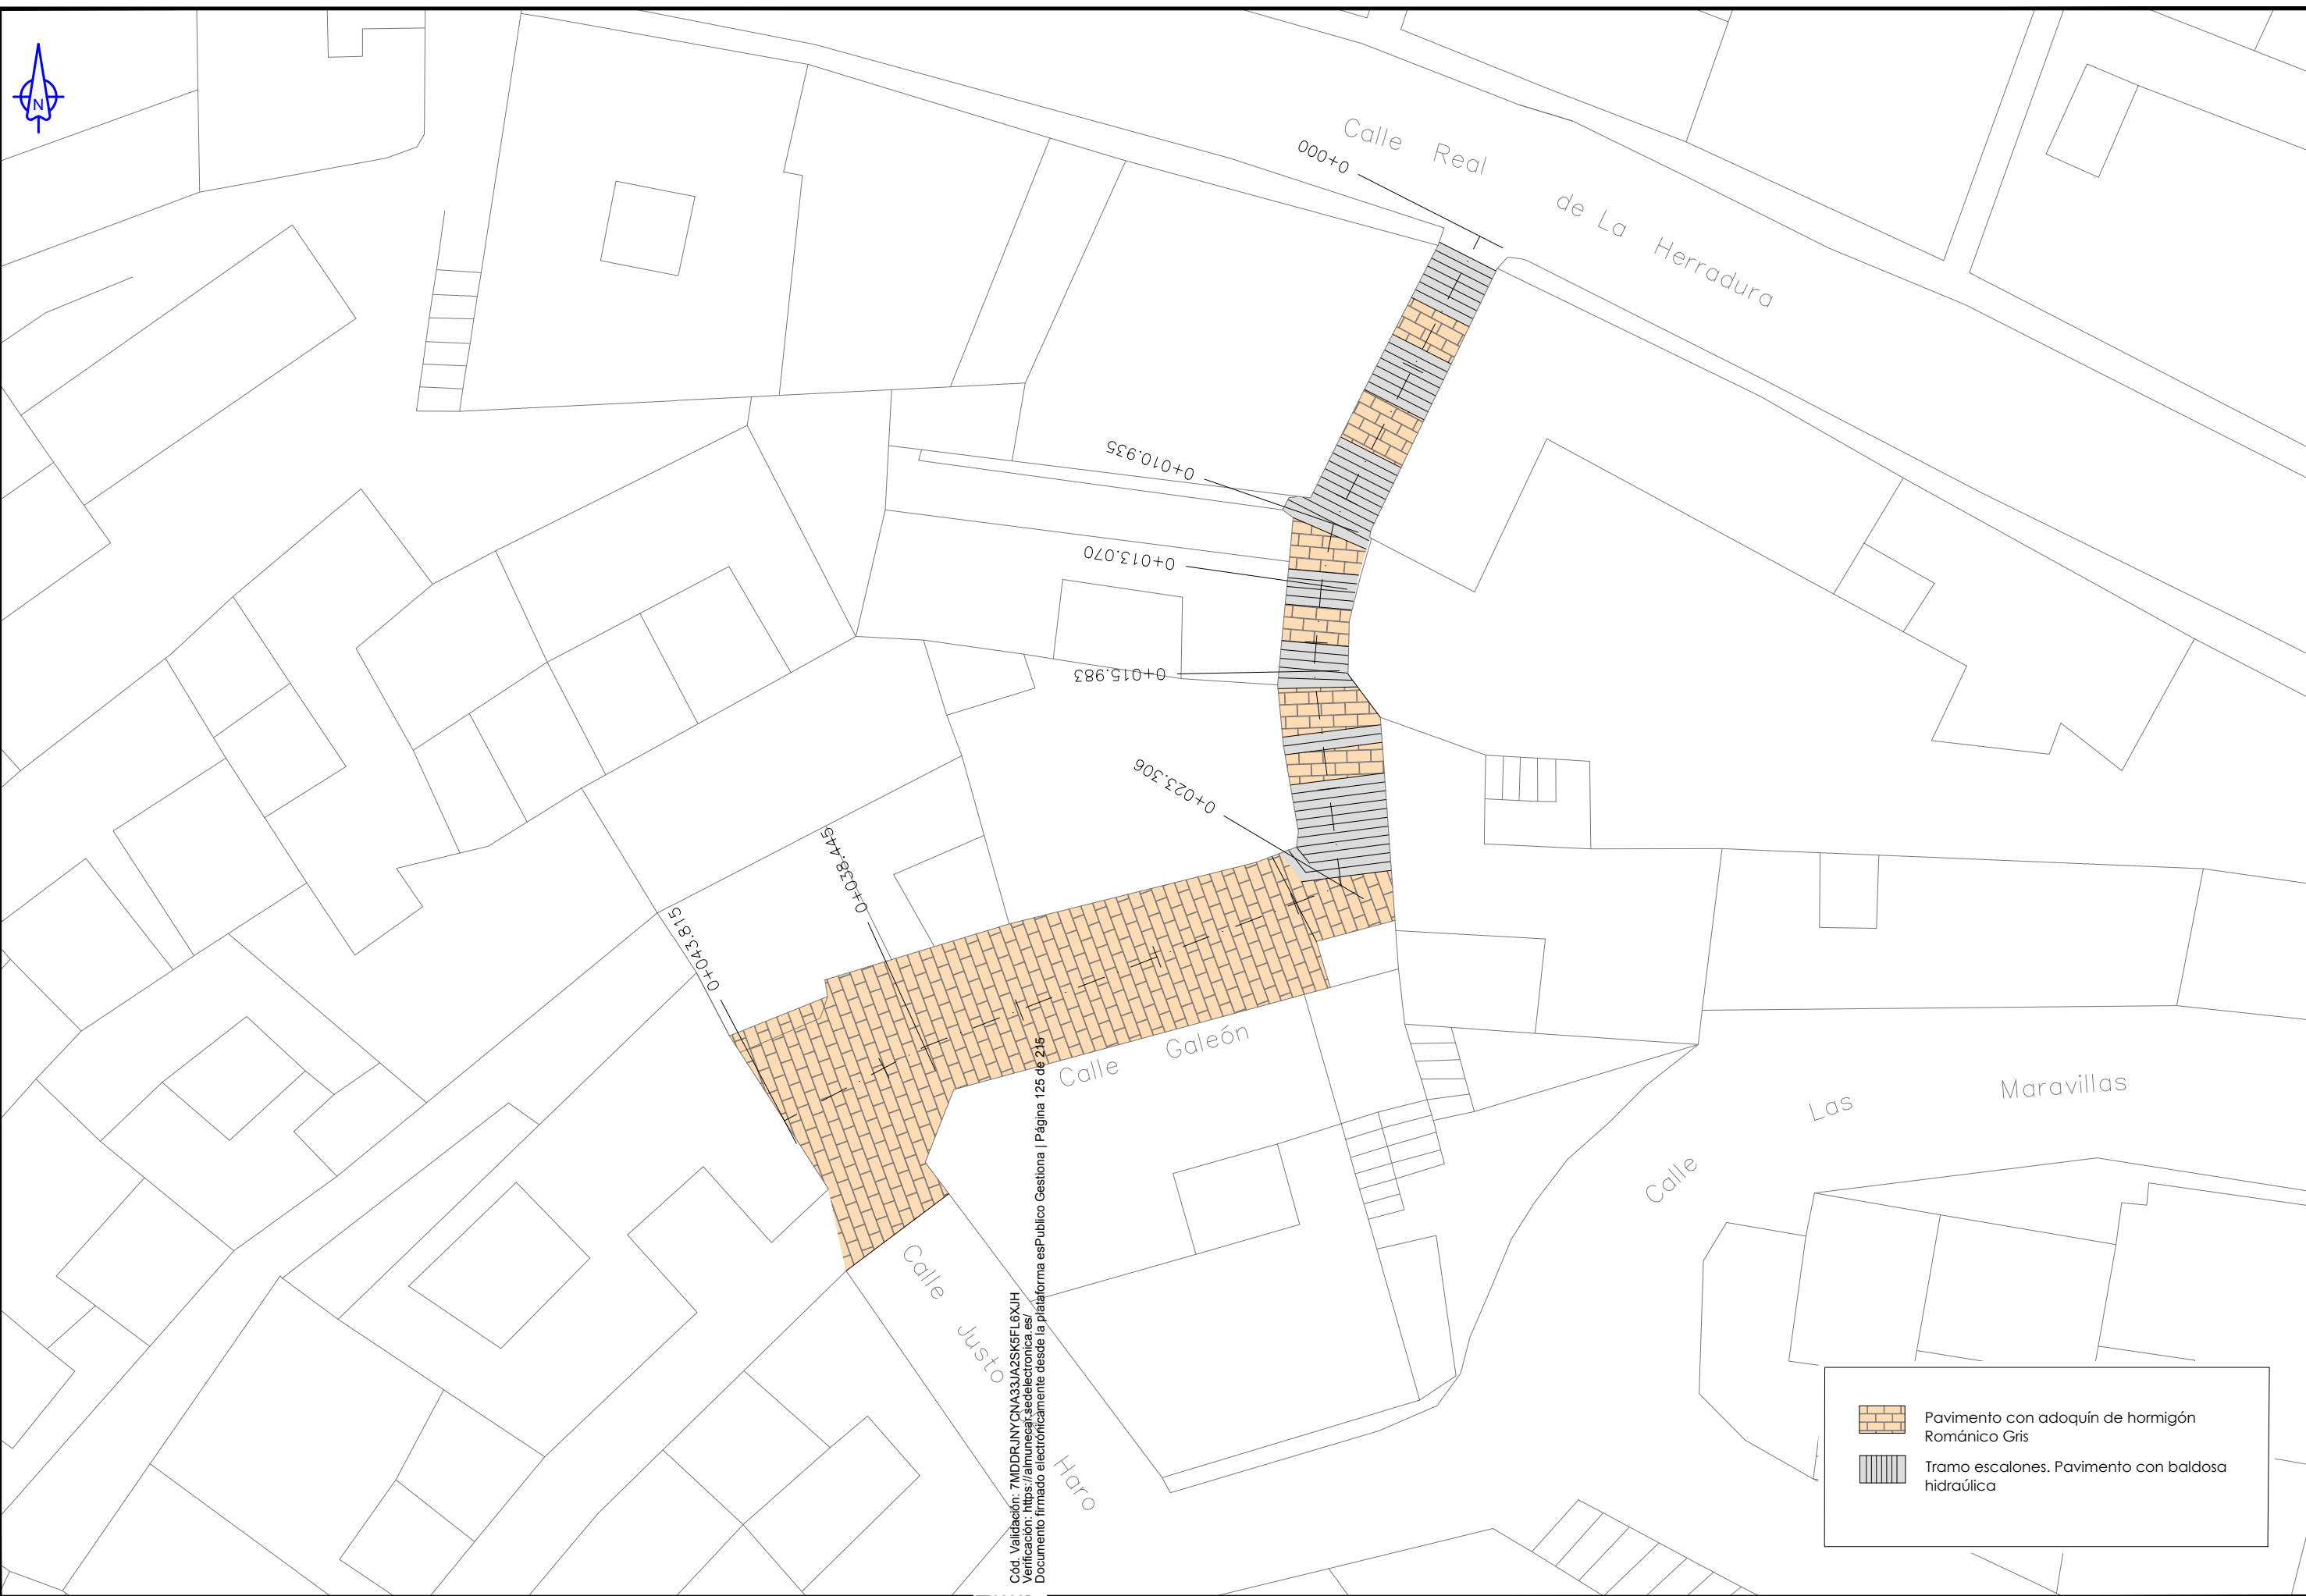 N
Calle Real de La Herradura
0+000
0+010.935
0+013.070
0+015.983
0+023.306
0+038.445
0+043.815
Calle Galeón
Calle Las Maravillas
Calle Justo
Haro
Cód. Validación: 7MDDRJNYCNA33JA2SK5FL6XJH
Verificación: https://almunecar.sedelectronica.es/
Documento firmado electrónicamente desde la plataforma esPublico Gestiona | Página 125 de 215
Pavimento con adoquín de hormigón
Románico Gris
Tramo escalones. Pavimento con baldosa
hidraúlica